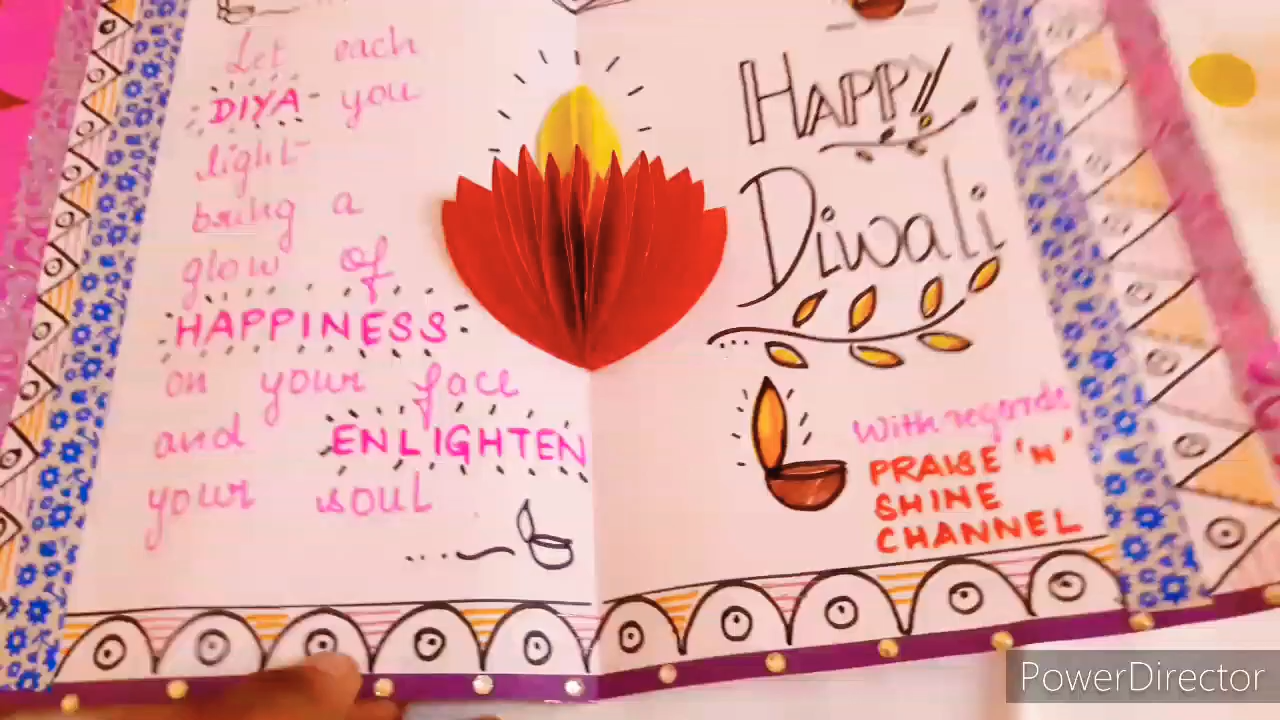 Let each
DIYA you
light
bring a
glow of
HAPPINESS
on your face
and ENLIGHTEN
your soul
HAPPY
Diwali
With regards
PRAISE 'N'
SHINE
CHANNEL
PowerDirector